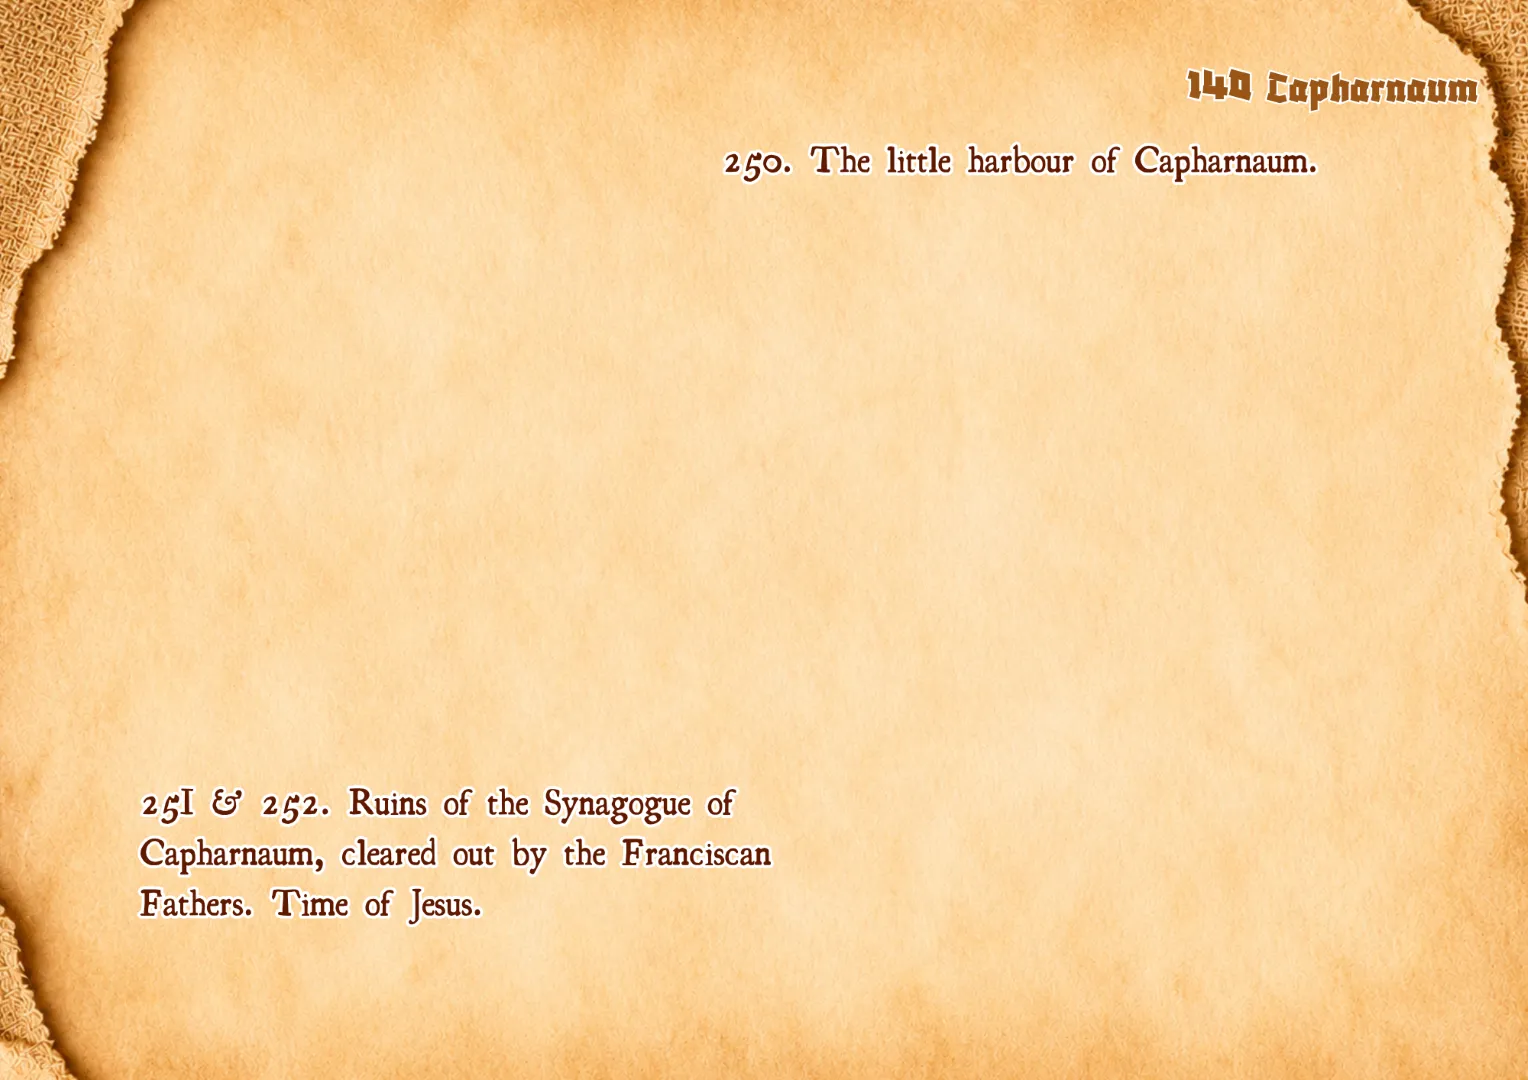 140 Capharnaum
250. The little harbour of Capharnaum.
251 & 252. Ruins of the Synagogue of
Capharnaum, cleared out by the Franciscan
Fathers. Time of Jesus.